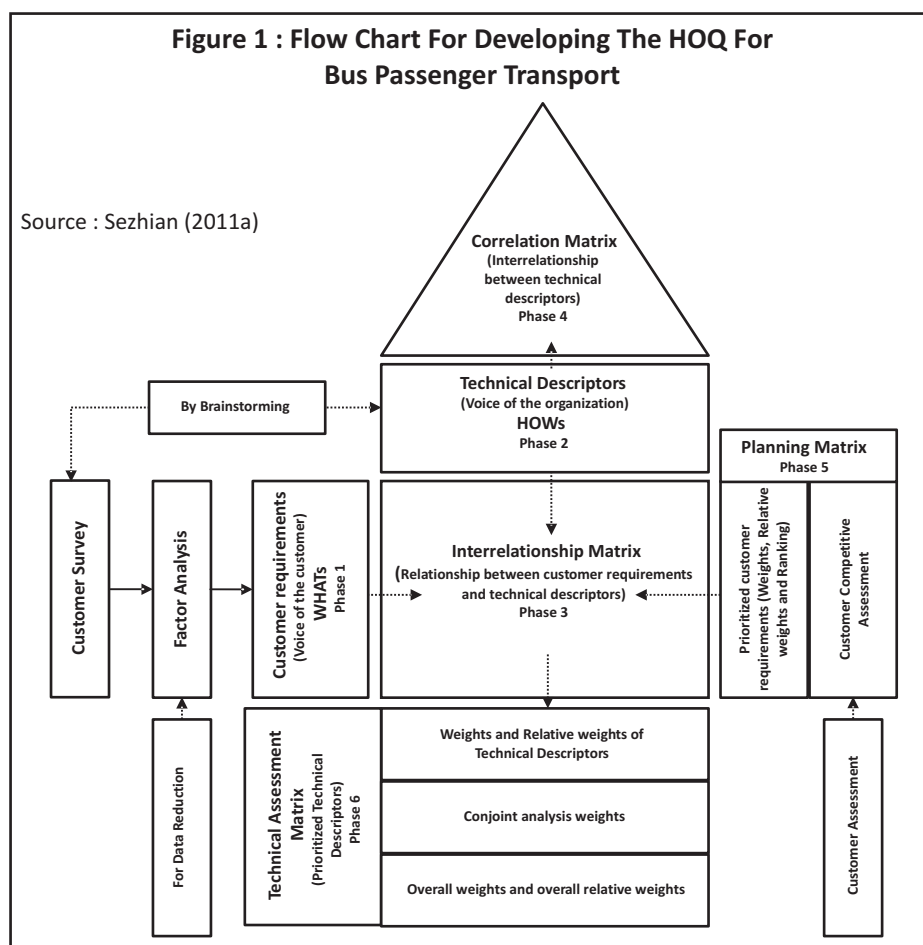 Figure 1 : Flow Chart For Developing The HOQ For
Bus Passenger Transport
Source : Sezhian (2011a)
Correlation Matrix
(Interrelationship
between technical
descriptors)
Phase 4
By Brainstorming
Technical Descriptors
(Voice of the organization)
HOWs
Phase 2
Planning Matrix
Phase 5
Customer Survey
Factor Analysis
Customer requirements
(Voice of the customer)
WHATs
Phase 1
Interrelationship Matrix
(Relationship between customer requirements
and technical descriptors)
Phase 3
Prioritized customer
requirements (Weights, Relative
weights and Ranking)
Customer Competitive
Assessment
For Data Reduction
Technical Assessment
Matrix
(Prioritized Technical
Descriptors)
Phase 6
Weights and Relative weights of
Technical Descriptors
Conjoint analysis weights
Overall weights and overall relative weights
Customer Assessment